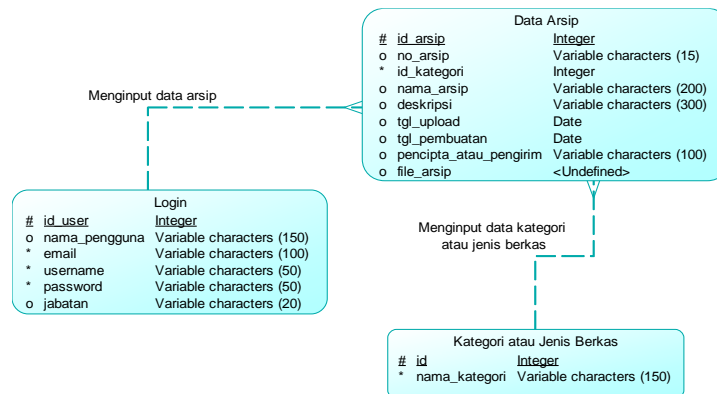 Data Arsip
# id_arsip Integer
o no_arsip Variable characters (15)
* id_kategori Integer
o nama_arsip Variable characters (200)
o deskripsi Variable characters (300)
o tgl_upload Date
o tgl_pembuatan Date
o pencipta_atau_pengirim Variable characters (100)
o file_arsip <Undefined>
Menginput data arsip
Login
# id_user Integer
o nama_pengguna Variable characters (150)
* email Variable characters (100)
* username Variable characters (50)
* password Variable characters (50)
o jabatan Variable characters (20)
Menginput data kategori
atau jenis berkas
Kategori atau Jenis Berkas
# id Integer
* nama_kategori Variable characters (150)